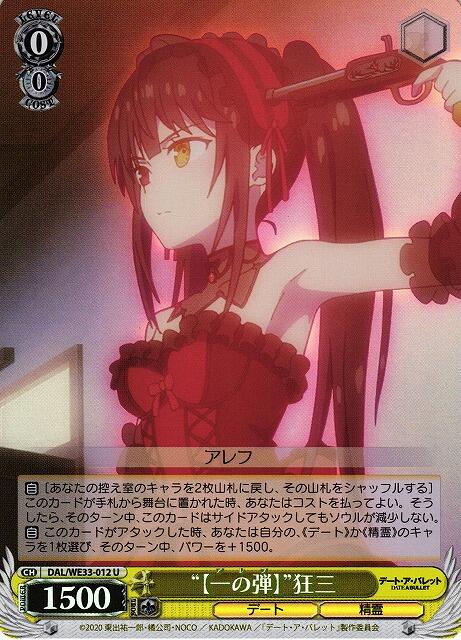 LEVEL
0
0
COST
アレフ
自 [あなたの控え室のキャラを2枚山札に戻し、その山札をシャッフルする]
このカードが手札から舞台に置かれた時、あなたはコストを払ってよい。そう
したら、そのターン中、このカードはサイドアタックしてもソウルが減少しない。
自 このカードがアタックした時、あなたは自分の、《デート》か《精霊》のキャ
ラを1枚選び、そのターン中、パワーを+1500。
CH DAL/WE33-012 U
POWER
1500
SOUL
“【一の弾】”狂三
デート・ア・バレット
DATE A BULLET
デート
精霊
©2020 東出祐一郎・橘公司・NOCO / KADOKAWA /「デート・ア・バレット」製作委員会